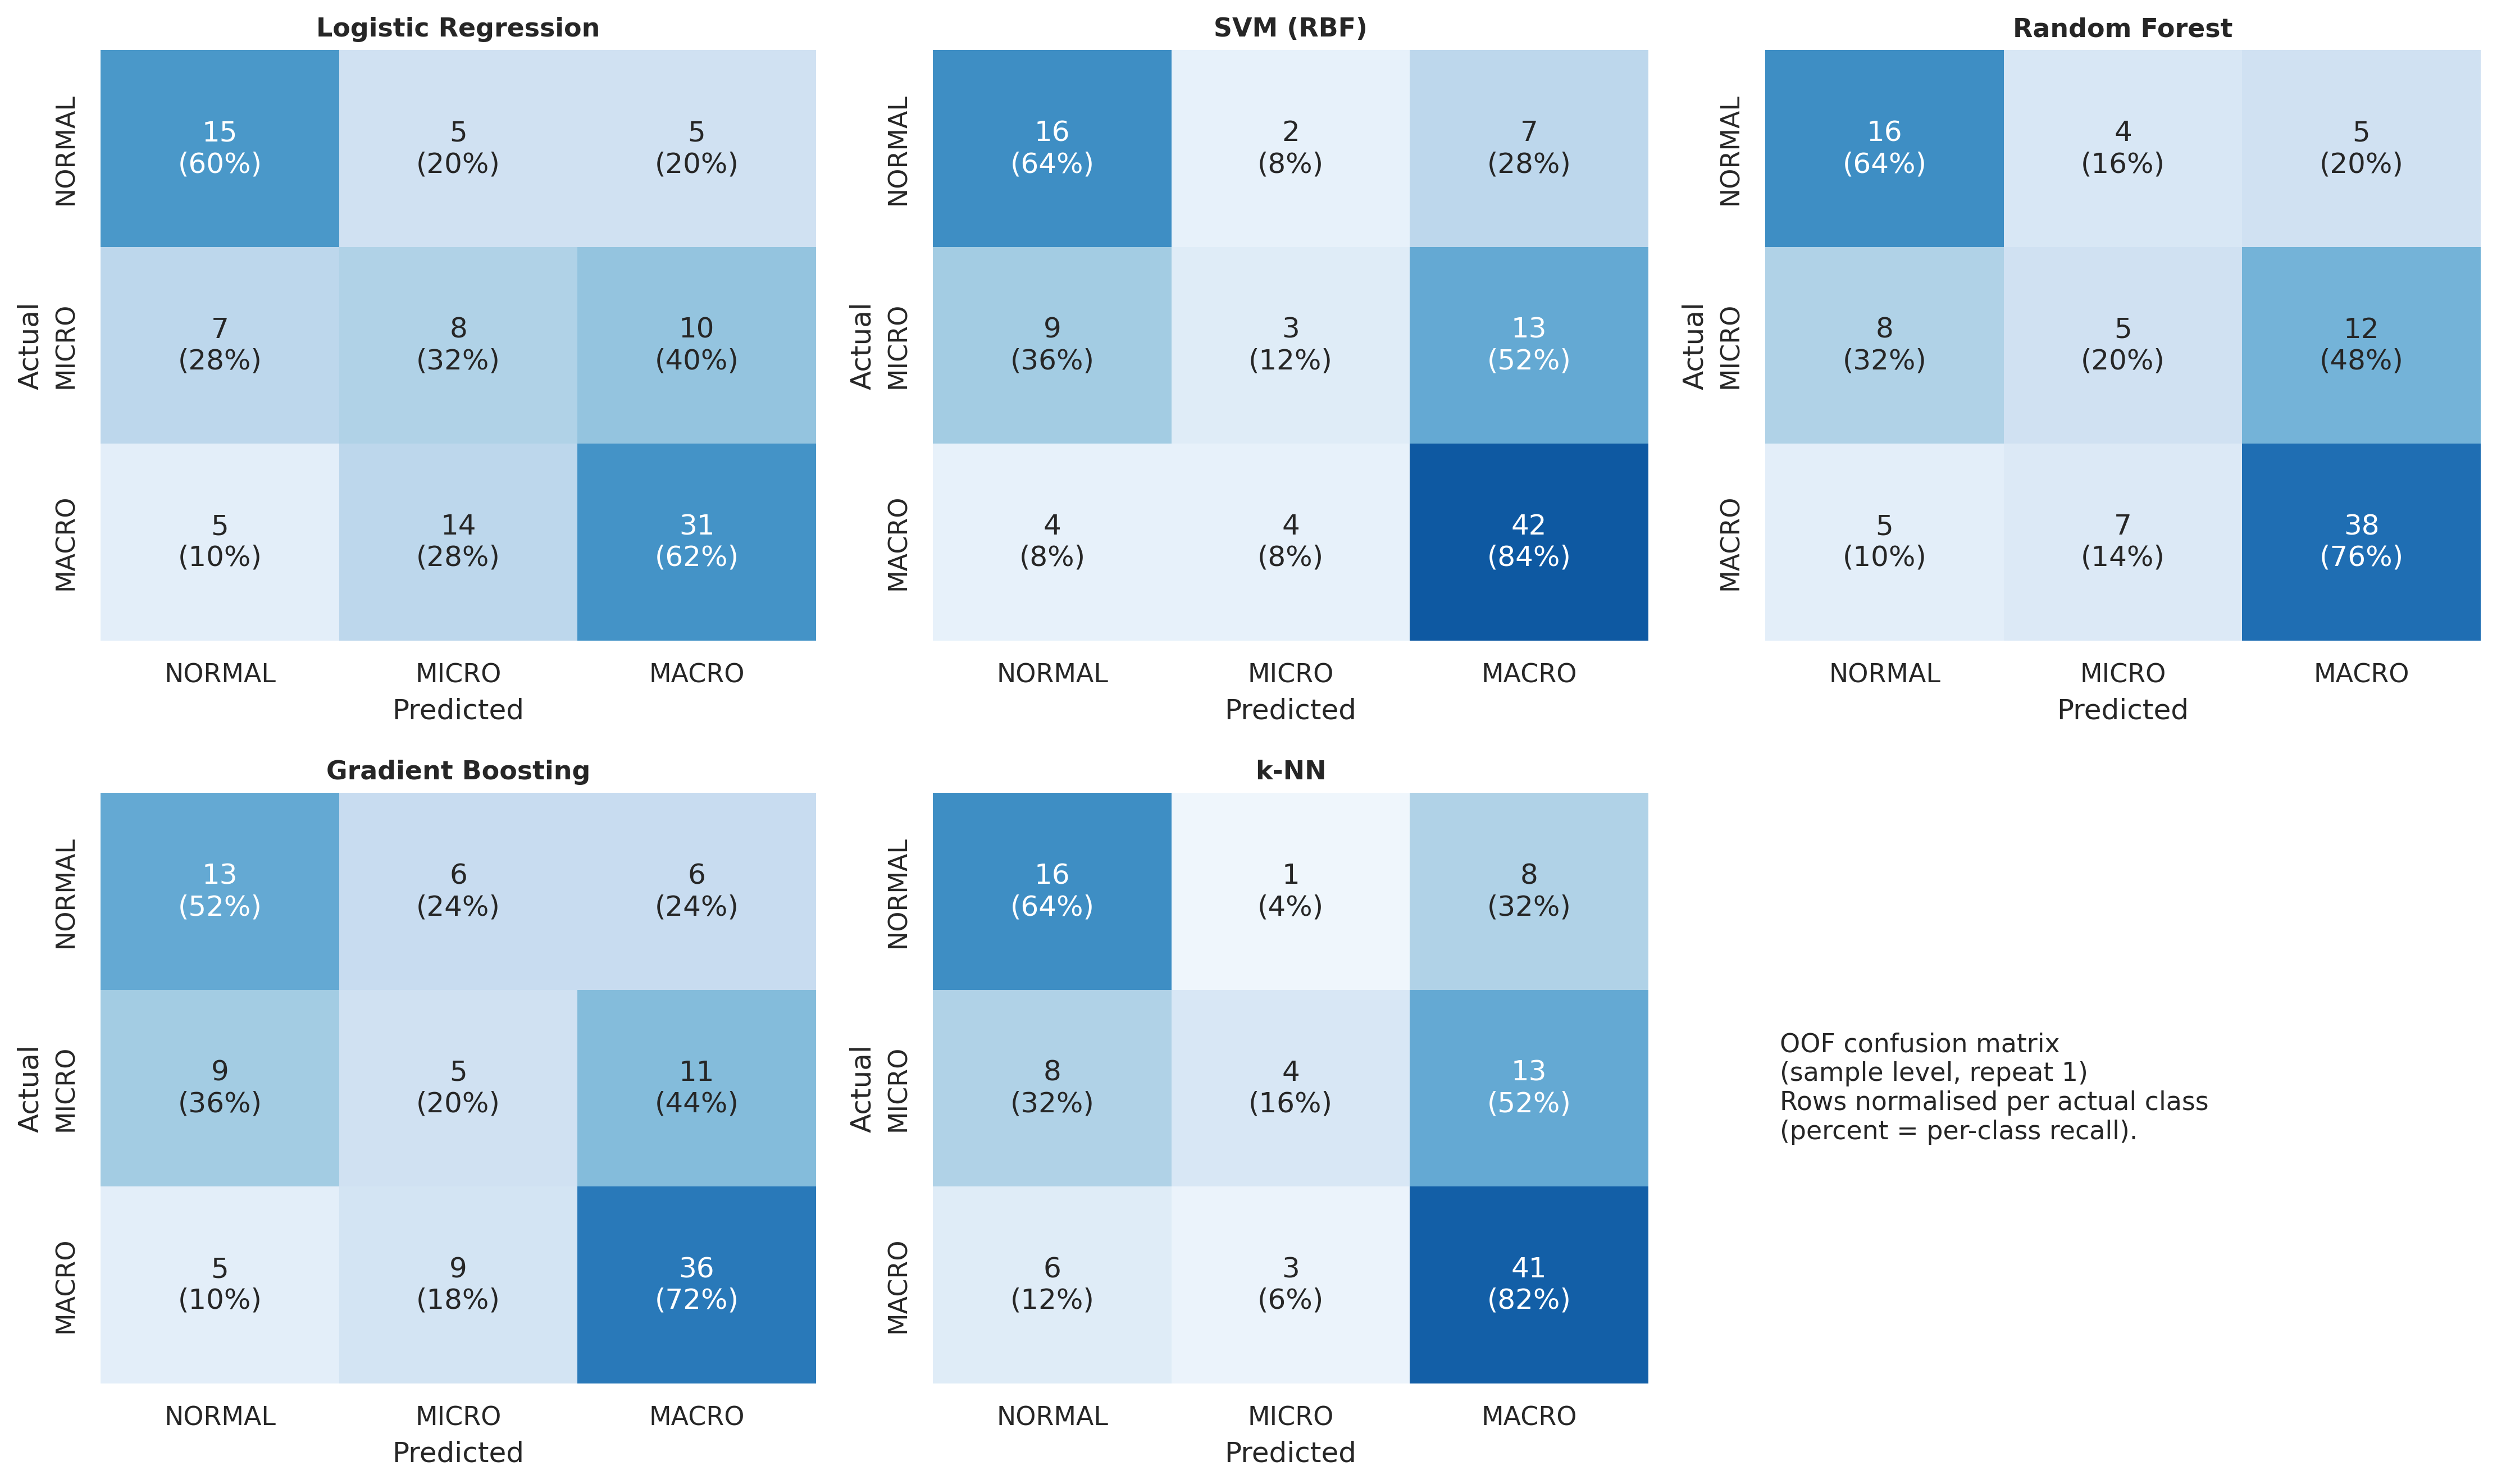 Logistic Regression
NORMAL
15
(60%)
5
(20%)
5
(20%)
Actual
MICRO
7
(28%)
8
(32%)
10
(40%)
MACRO
5
(10%)
14
(28%)
31
(62%)
NORMAL
MICRO
MACRO
Predicted
SVM (RBF)
NORMAL
16
(64%)
2
(8%)
7
(28%)
Actual
MICRO
9
(36%)
3
(12%)
13
(52%)
MACRO
4
(8%)
4
(8%)
42
(84%)
NORMAL
MICRO
MACRO
Predicted
Random Forest
NORMAL
16
(64%)
4
(16%)
5
(20%)
Actual
MICRO
8
(32%)
5
(20%)
12
(48%)
MACRO
5
(10%)
7
(14%)
38
(76%)
NORMAL
MICRO
MACRO
Predicted
Gradient Boosting
NORMAL
13
(52%)
6
(24%)
6
(24%)
Actual
MICRO
9
(36%)
5
(20%)
11
(44%)
MACRO
5
(10%)
9
(18%)
36
(72%)
NORMAL
MICRO
MACRO
Predicted
k-NN
NORMAL
16
(64%)
1
(4%)
8
(32%)
Actual
MICRO
8
(32%)
4
(16%)
13
(52%)
MACRO
6
(12%)
3
(6%)
41
(82%)
NORMAL
MICRO
MACRO
Predicted
OOF confusion matrix
(sample level, repeat 1)
Rows normalised per actual class
(percent = per-class recall).